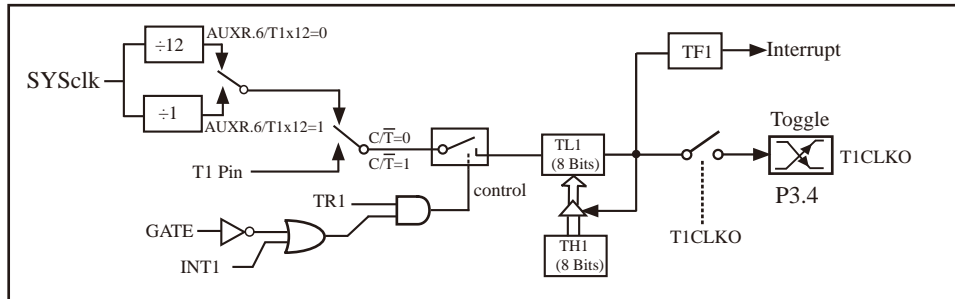 AUXR.6/T1x12=0
÷12
SYSclk
÷1
AUXR.6/T1x12=1
T1 Pin
C/T̅=0
C/T̅=1
control
TR1
GATE
INT1
TL1
(8 Bits)
TH1
(8 Bits)
TF1
Interrupt
Toggle
T1CLKO
P3.4
T1CLKO